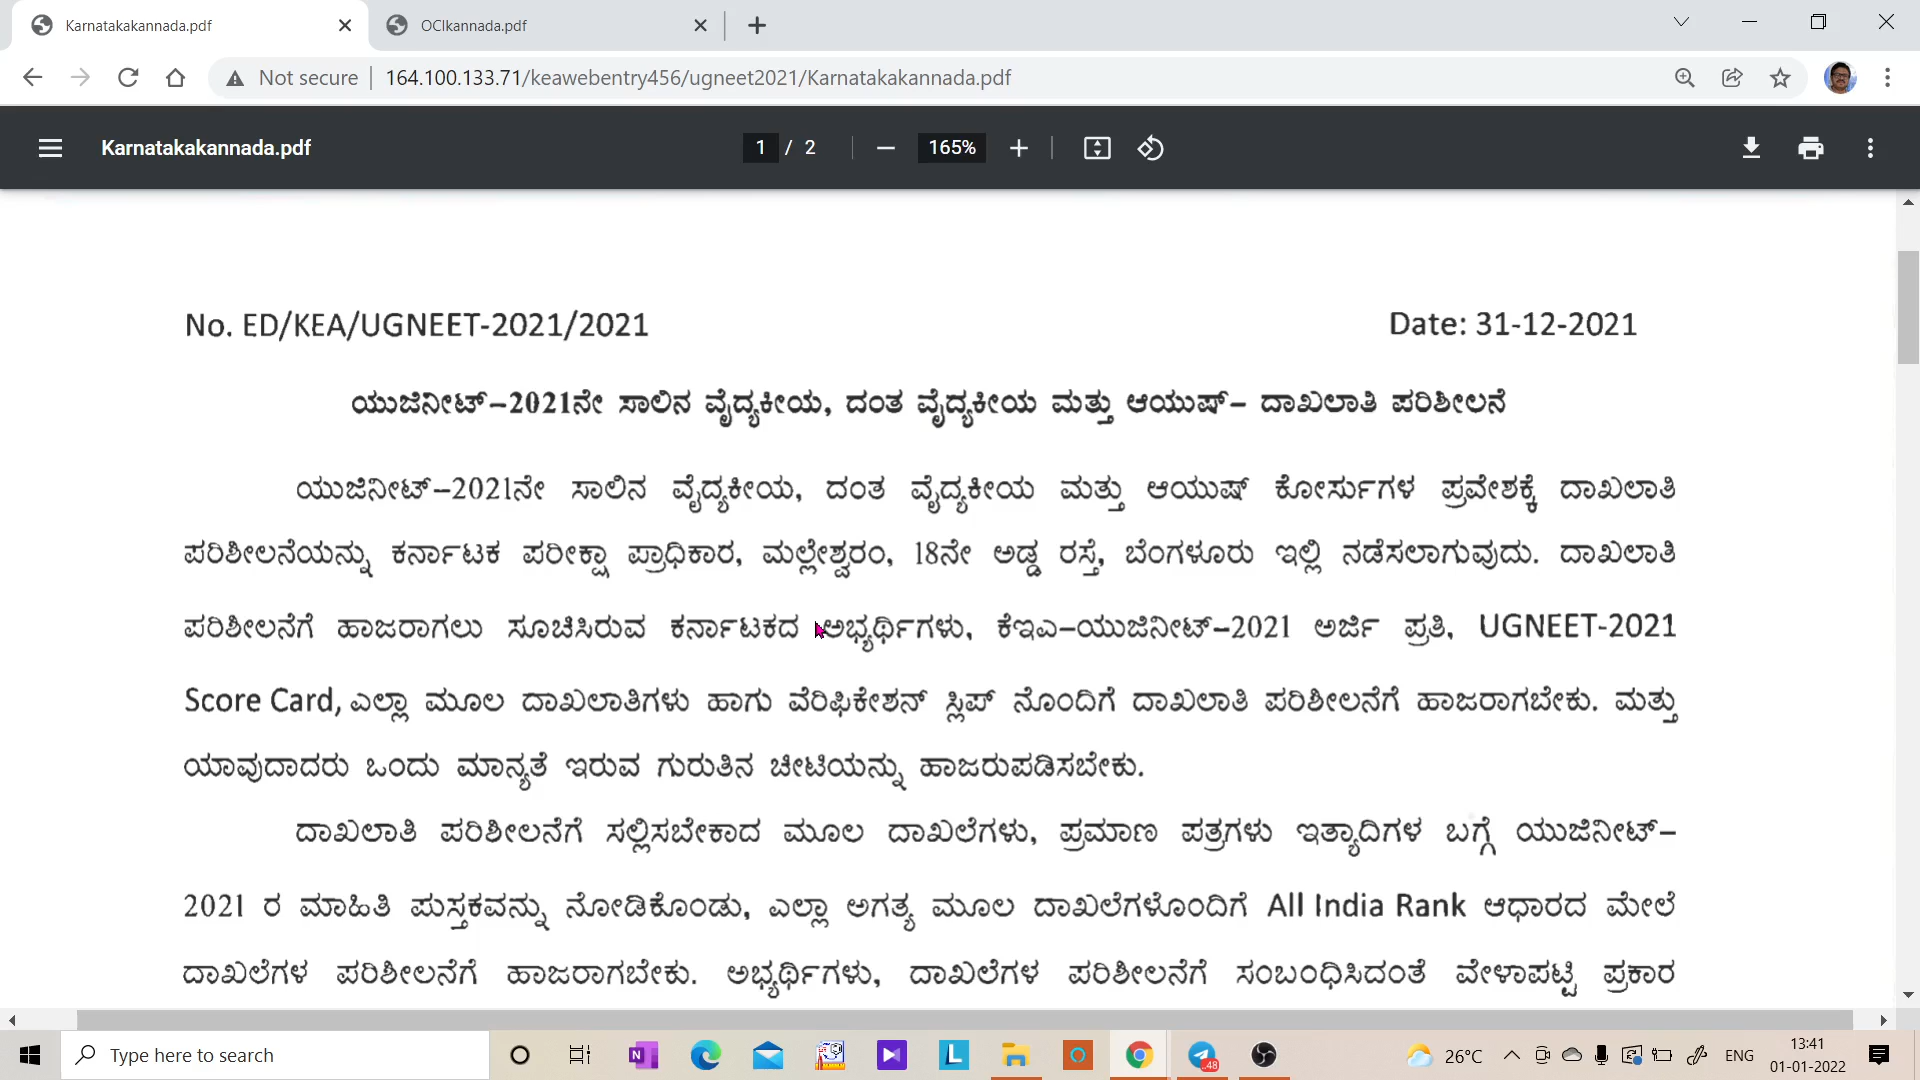 Karnatakakannada.pdf
OCIkannada.pdf
Not secure
164.100.133.71/keawebentry456/ugneet2021/Karnatakakannada.pdf
Karnatakakannada.pdf
1 / 2
165%
No. ED/KEA/UGNEET-2021/2021
Date: 31-12-2021
ಯುಜಿನೀಟ್-2021ನೇ ಸಾಲಿನ ವೈದ್ಯಕೀಯ, ದಂತ ವೈದ್ಯಕೀಯ ಮತ್ತು ಆಯುಷ್- ದಾಖಲಾತಿ ಪರಿಶೀಲನೆ
ಯುಜಿನೀಟ್-2021ನೇ ಸಾಲಿನ ವೈದ್ಯಕೀಯ, ದಂತ ವೈದ್ಯಕೀಯ ಮತ್ತು ಆಯುಷ್ ಕೋರ್ಸುಗಳ ಪ್ರವೇಶಕ್ಕೆ ದಾಖಲಾತಿ
ಪರಿಶೀಲನೆಯನ್ನು ಕರ್ನಾಟಕ ಪರೀಕ್ಷಾ ಪ್ರಾಧಿಕಾರ, ಮಲ್ಲೇಶ್ವರಂ, 18ನೇ ಅಡ್ಡ ರಸ್ತೆ, ಬೆಂಗಳೂರು ಇಲ್ಲಿ ನಡೆಸಲಾಗುವುದು. ದಾಖಲಾತಿ
ಪರಿಶೀಲನೆಗೆ ಹಾಜರಾಗಲು ಸೂಚಿಸಿರುವ ಕರ್ನಾಟಕದ ಅಭ್ಯರ್ಥಿಗಳು, ಕೆಇಎ-ಯುಜಿನೀಟ್-2021 ಅರ್ಜಿ ಪ್ರತಿ, UGNEET-2021
Score Card, ಎಲ್ಲಾ ಮೂಲ ದಾಖಲಾತಿಗಳು ಹಾಗು ವೆರಿಫಿಕೇಶನ್ ಸ್ಲಿಪ್ ನೊಂದಿಗೆ ದಾಖಲಾತಿ ಪರಿಶೀಲನೆಗೆ ಹಾಜರಾಗಬೇಕು. ಮತ್ತು
ಯಾವುದಾದರು ಒಂದು ಮಾನ್ಯತೆ ಇರುವ ಗುರುತಿನ ಚೀಟಿಯನ್ನು ಹಾಜರುಪಡಿಸಬೇಕು.
ದಾಖಲಾತಿ ಪರಿಶೀಲನೆಗೆ ಸಲ್ಲಿಸಬೇಕಾದ ಮೂಲ ದಾಖಲೆಗಳು, ಪ್ರಮಾಣ ಪತ್ರಗಳು ಇತ್ಯಾದಿಗಳ ಬಗ್ಗೆ ಯುಜಿನೀಟ್-
2021 ರ ಮಾಹಿತಿ ಪುಸ್ತಕವನ್ನು ನೋಡಿಕೊಂಡು, ಎಲ್ಲಾ ಅಗತ್ಯ ಮೂಲ ದಾಖಲೆಗಳೊಂದಿಗೆ All India Rank ಆಧಾರದ ಮೇಲೆ
ದಾಖಲೆಗಳ ಪರಿಶೀಲನೆಗೆ ಹಾಜರಾಗಬೇಕು. ಅಭ್ಯರ್ಥಿಗಳು, ದಾಖಲೆಗಳ ಪರಿಶೀಲನೆಗೆ ಸಂಬಂಧಿಸಿದಂತೆ ವೇಳಾಪಟ್ಟಿ ಪ್ರಕಾರ
Type here to search
26°C
ENG
13:41
01-01-2022